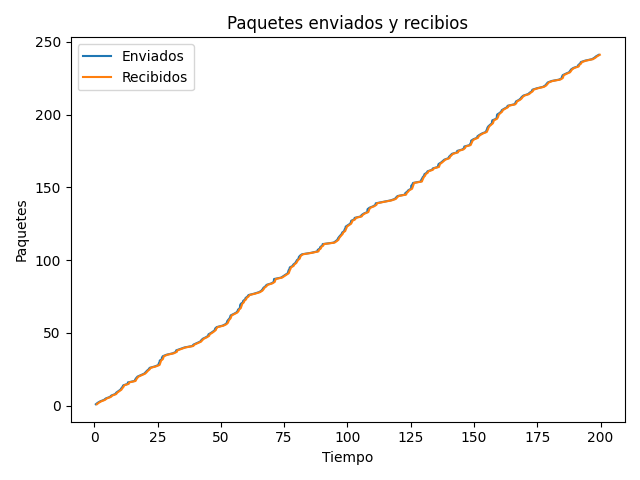 Paquetes enviados y recibios
Enviados
Recibidos
Paquetes
250
200
150
100
50
0
0 25 50 75 100 125 150 175 200
Tiempo